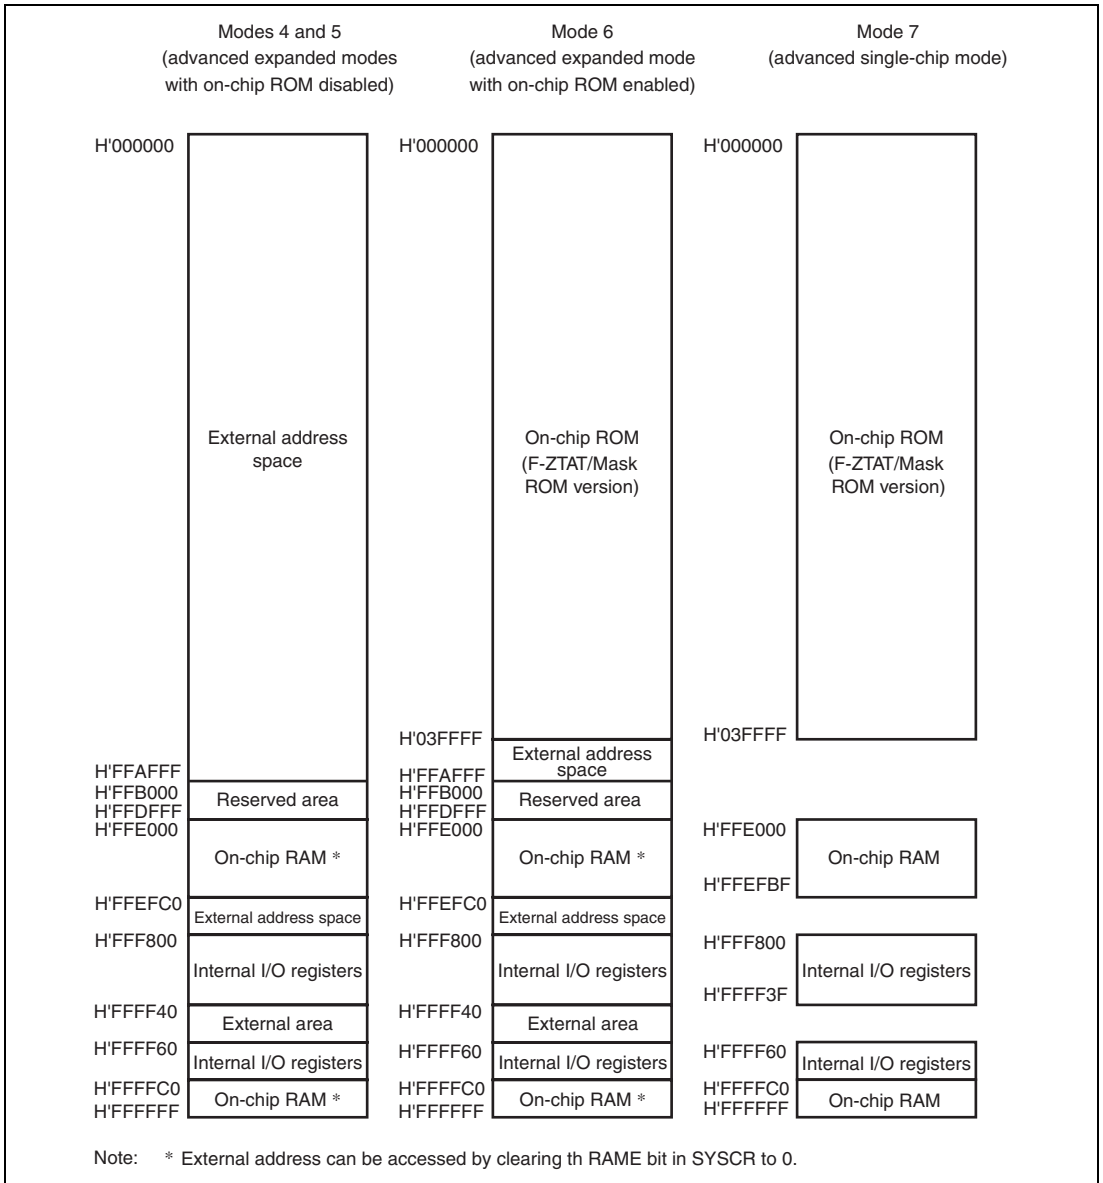 Modes 4 and 5
(advanced expanded modes
with on-chip ROM disabled)
Mode 6
(advanced expanded mode
with on-chip ROM enabled)
Mode 7
(advanced single-chip mode)
H'000000
External address
space
H'FFAFFF
H'FFB000
Reserved area
H'FFDFFF
H'FFE000
On-chip RAM *
H'FFEFC0
External address space
H'FFF800
Internal I/O registers
H'FFFF40
External area
H'FFFF60
Internal I/O registers
H'FFFFC0
On-chip RAM *
H'FFFFFF
H'000000
On-chip ROM
(F-ZTAT/Mask
ROM version)
H'03FFFF
External address
space
H'FFAFFF
H'FFB000
Reserved area
H'FFDFFF
H'FFE000
On-chip RAM *
H'FFEFC0
External address space
H'FFF800
Internal I/O registers
H'FFFF40
External area
H'FFFF60
Internal I/O registers
H'FFFFC0
On-chip RAM *
H'FFFFFF
H'000000
On-chip ROM
(F-ZTAT/Mask
ROM version)
H'03FFFF
H'FFE000
On-chip RAM
H'FFEFBF
H'FFF800
Internal I/O registers
H'FFFF3F
H'FFFF60
Internal I/O registers
H'FFFFC0
On-chip RAM
H'FFFFFF
Note: * External address can be accessed by clearing th RAME bit in SYSCR to 0.